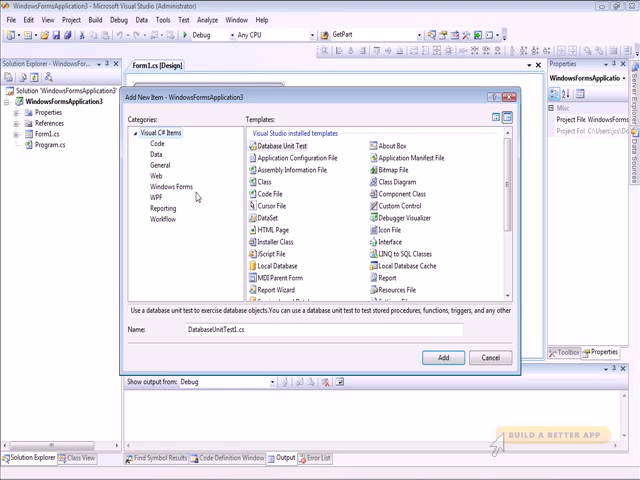 WindowsFormsApplication3 - Microsoft Visual Studio (Administrator)
File Edit View Project Build Debug Data Tools Test Analyze Window Help
Debug Any CPU GetPart
Solution Explorer - WindowsForms...
Form1.cs [Design]
Properties
Solution 'WindowsFormsApplication3'
WindowsFormsApplication3
Properties
References
Form1.cs
Program.cs
WindowsFormsApplicatio
Misc
Project File WindowsForms
Project Fol C:\Users\jcs\Do
Server Explorer
Data Sources
Add New Item - WindowsFormsApplication3
Categories:
Visual C# Items
Code
Data
General
Web
Windows Forms
WPF
Reporting
Workflow
Templates:
Visual Studio installed templates
Database Unit Test
About Box
Application Configuration File
Application Manifest File
Assembly Information File
Bitmap File
Class
Class Diagram
Code File
Component Class
Cursor File
Custom Control
DataSet
Debugger Visualizer
HTML Page
Icon File
Installer Class
Interface
JScript File
LINQ to SQL Classes
Local Database
Local Database Cache
MDI Parent Form
Report
Report Wizard
Resources File
Use a database unit test to exercise database objects.You can use a database unit test to test stored procedures, functions, triggers, and any other
Name: DatabaseUnitTest1.cs
Add Cancel
Toolbox Properties
Show output from: Debug
BUILD A BETTER APP
Solution Explorer Class View
Find Symbol Results Code Definition Window Output Error List